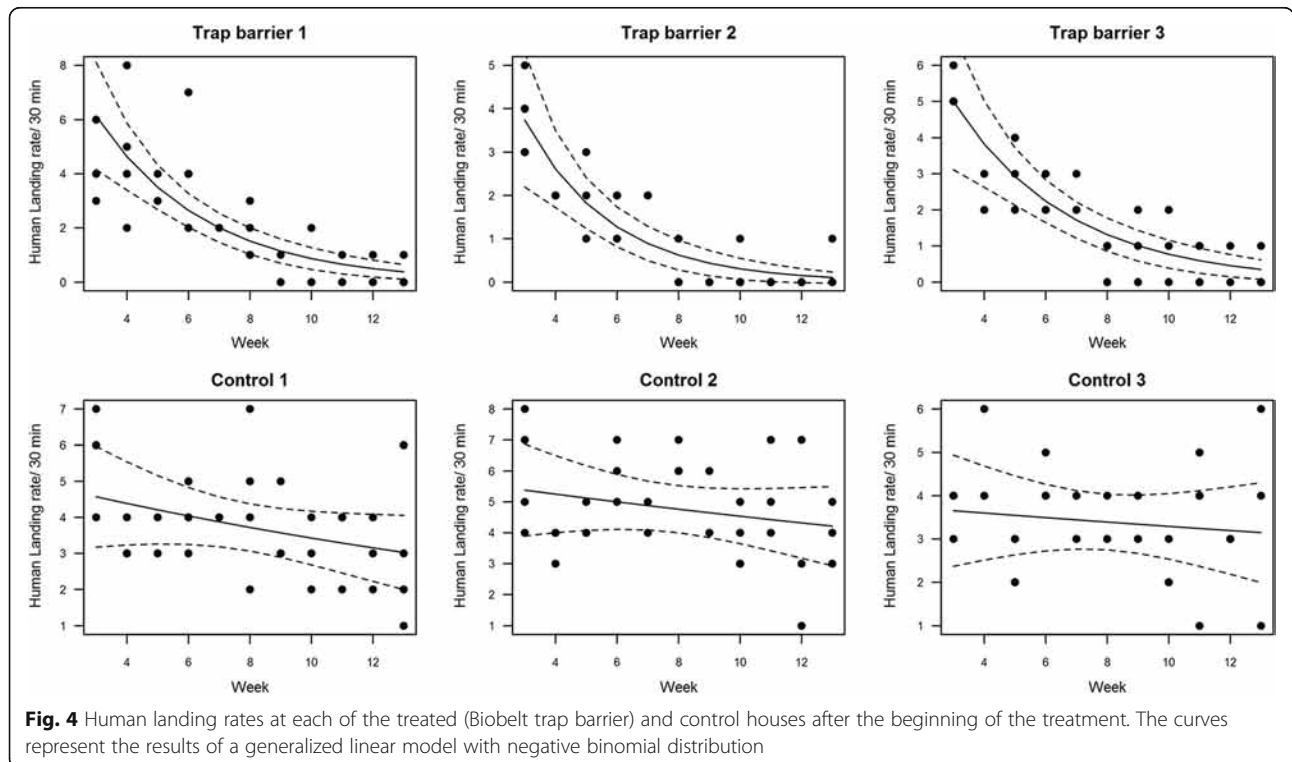 Trap barrier 1
Human Landing rate/ 30 min
8
6
4
2
0
4 6 8 10 12
Week
Trap barrier 2
Human Landing rate/ 30 min
5
4
3
2
1
0
4 6 8 10 12
Week
Trap barrier 3
Human Landing rate/ 30 min
6
5
4
3
2
1
0
4 6 8 10 12
Week
Control 1
Human Landing rate/ 30 min
7
6
5
4
3
2
1
4 6 8 10 12
Week
Control 2
Human Landing rate/ 30 min
8
7
6
5
4
3
2
1
4 6 8 10 12
Week
Control 3
Human Landing rate/ 30 min
6
5
4
3
2
1
4 6 8 10 12
Week
Fig. 4 Human landing rates at each of the treated (Biobelt trap barrier) and control houses after the beginning of the treatment. The curves
represent the results of a generalized linear model with negative binomial distribution